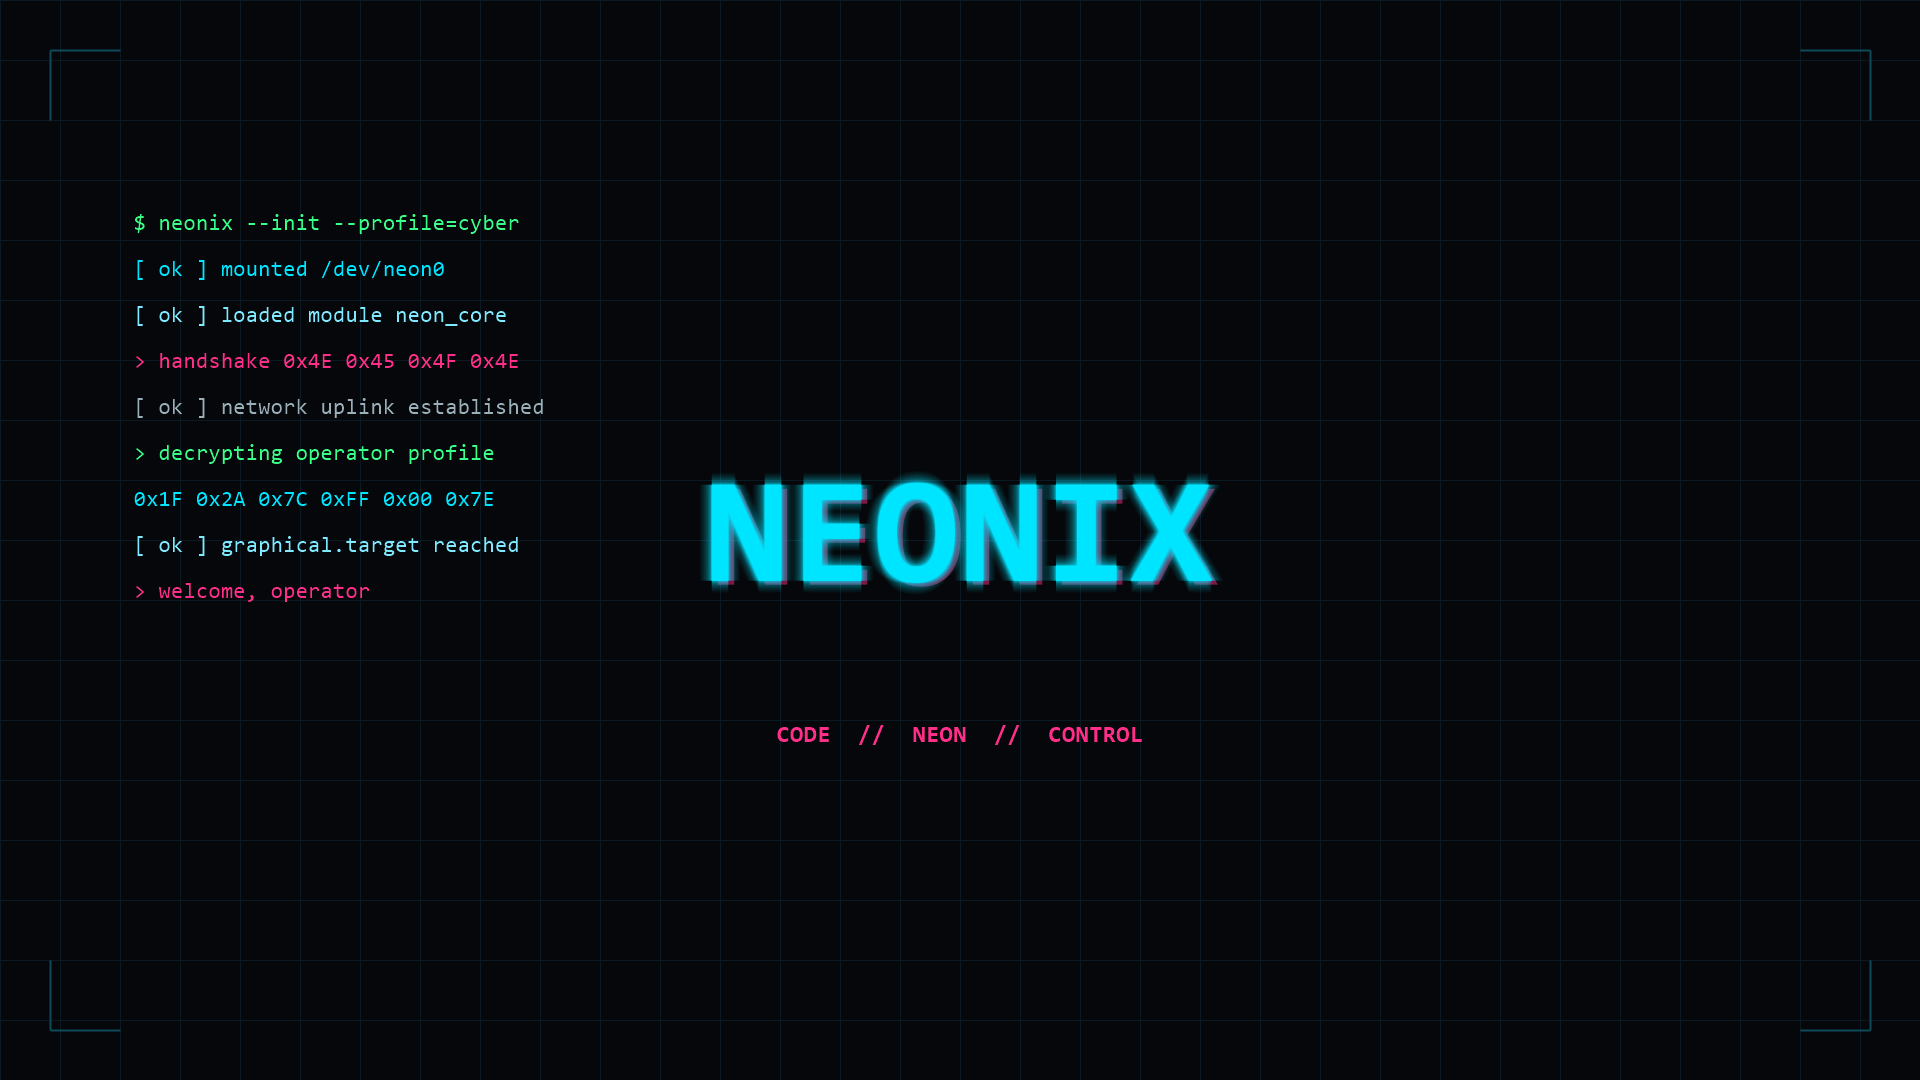 $ neonix --init --profile=cyber
[ ok ] mounted /dev/neon0
[ ok ] loaded module neon_core
> handshake 0x4E 0x45 0x4F 0x4E
[ ok ] network uplink established
> decrypting operator profile
0x1F 0x2A 0x7C 0xFF 0x00 0x7E
[ ok ] graphical.target reached
> welcome, operator
NEONIX
CODE // NEON // CONTROL